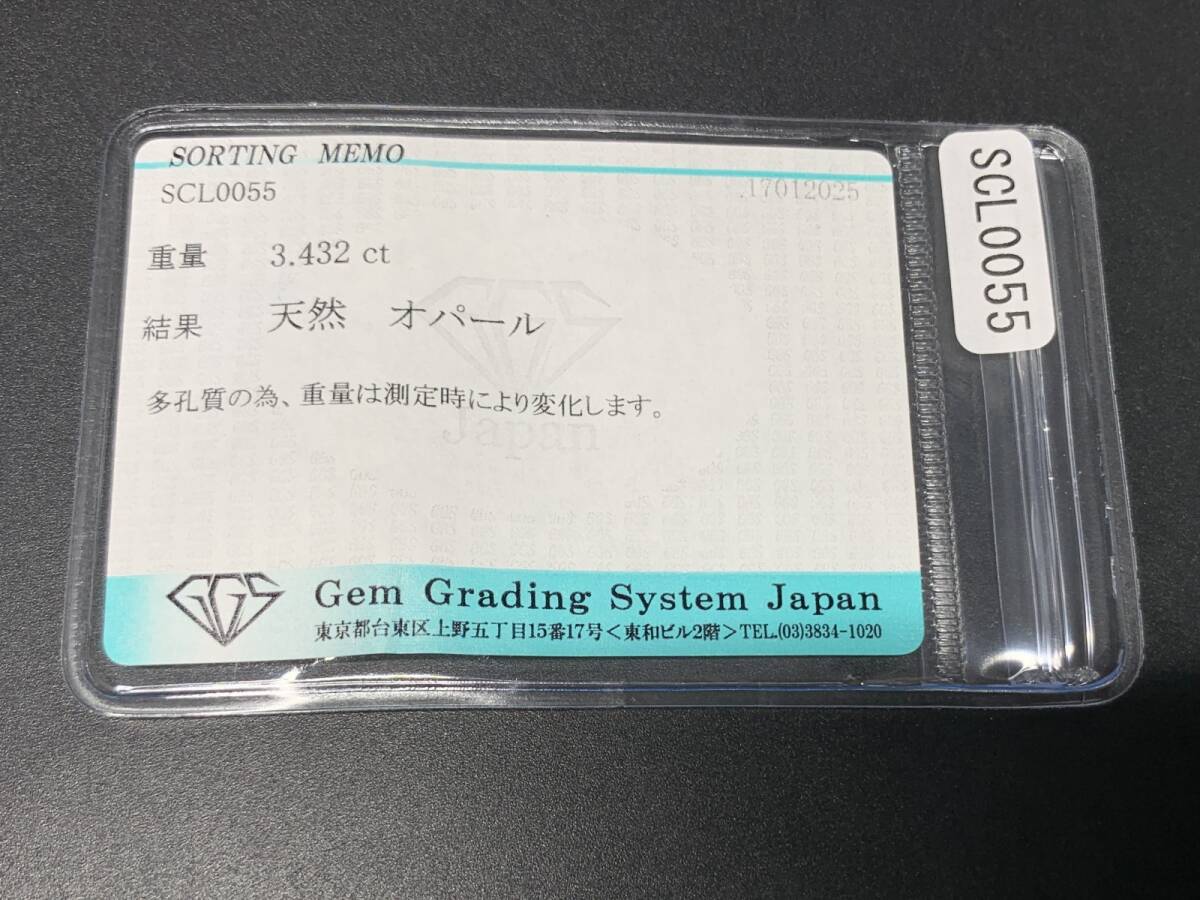 SORTING MEMO
SCL0055 .17012025
重量 3.432 ct
結果 天然 オパール
多孔質の為、重量は測定時により変化します。
GGS
Japan
GGS Gem Grading System Japan
東京都台東区上野五丁目15番17号<東和ビル2階>TEL.(03)3834-1020
SCL0055